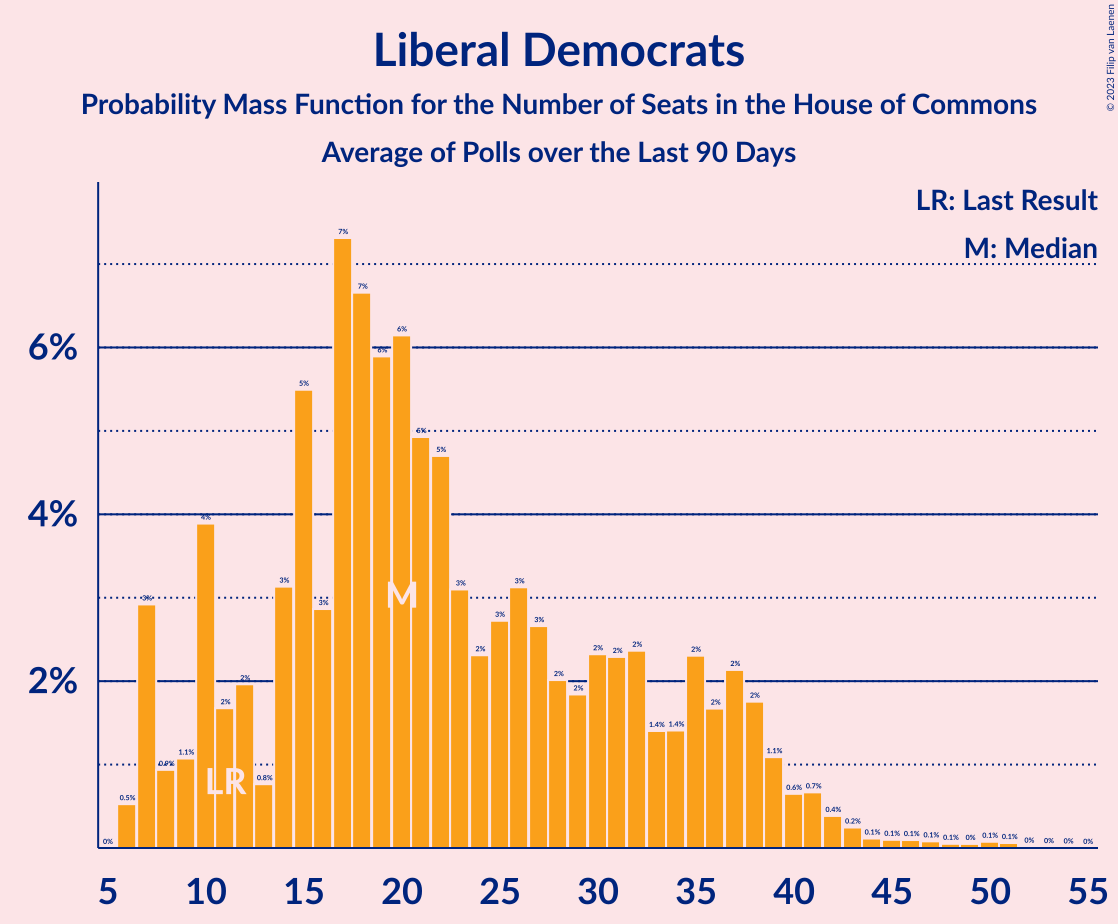 Liberal Democrats
Probability Mass Function for the Number of Seats in the House of Commons
Average of Polls over the Last 90 Days
© 2023 Filip van Laenen
LR: Last Result
M: Median
6%
4%
2%
0% 0.5% 3% 0.9% 1.1% 4% 2% 2% 0.8% 3% 5% 3% 7% 7% 6% 6% 5% 5% 3% 2% 3% 3% 3% 2% 2% 2% 2% 2% 1.4% 1.4% 2% 2% 2% 2% 1.1% 0.6% 0.7% 0.4% 0.2% 0.1% 0.1% 0.1% 0.1% 0.1% 0% 0.1% 0.1% 0% 0% 0% 0%
M
LR
5 10 15 20 25 30 35 40 45 50 55